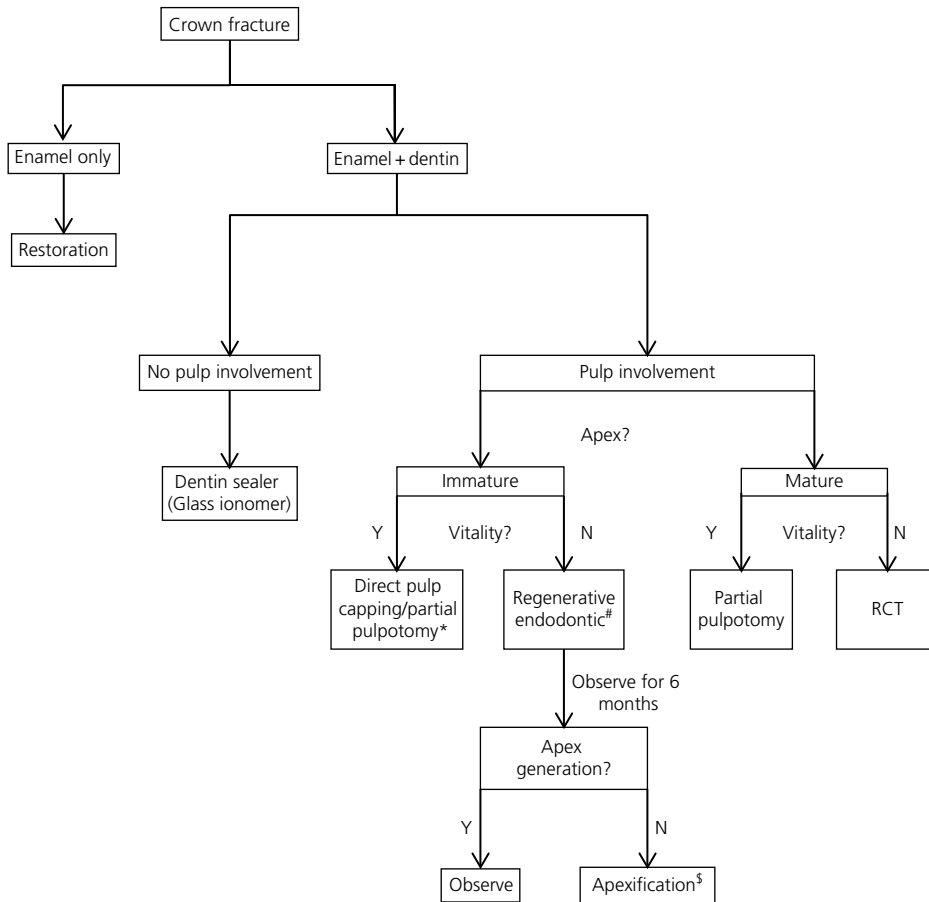 Crown fracture
Enamel only
Enamel + dentin
Restoration
No pulp involvement
Pulp involvement
Apex?
Dentin sealer
(Glass ionomer)
Immature
Mature
Y
Vitality?
N
Y
Vitality?
N
Direct pulp
capping/partial
pulpotomy*
Regenerative
endodontic#
Partial
pulpotomy
RCT
Observe for 6
months
Apex
generation?
Y
N
Observe
Apexification$